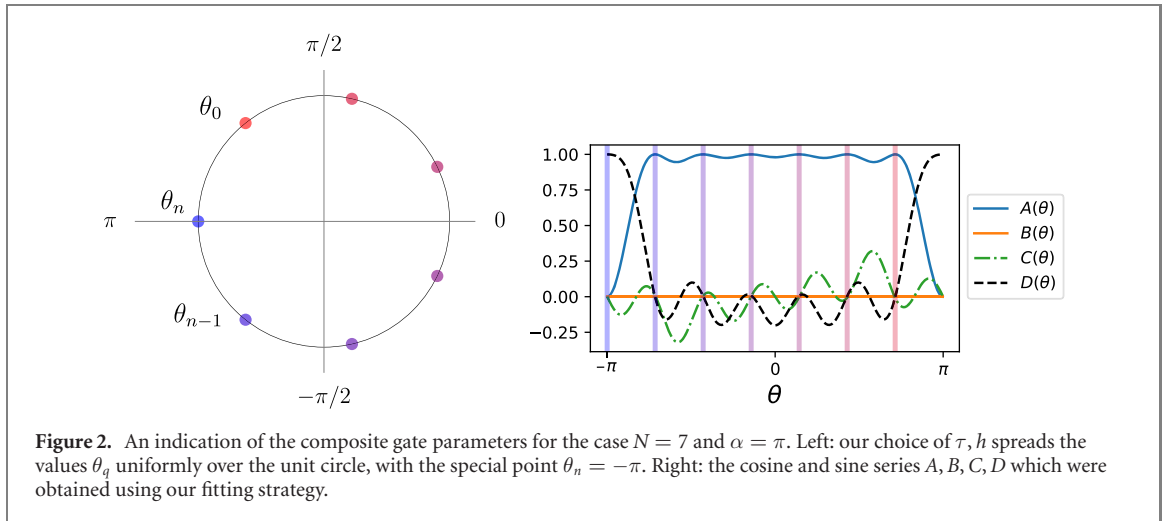 π/2
θ₀
θₙ
π
0
θₙ₋₁
−π/2
1.00
0.75
0.50
0.25
0.00
−0.25
−π
0
π
θ
A(θ)
B(θ)
C(θ)
D(θ)
Figure 2. An indication of the composite gate parameters for the case N = 7 and α = π. Left: our choice of τ, h spreads the
values θ_q uniformly over the unit circle, with the special point θₙ = −π. Right: the cosine and sine series A, B, C, D which were
obtained using our fitting strategy.